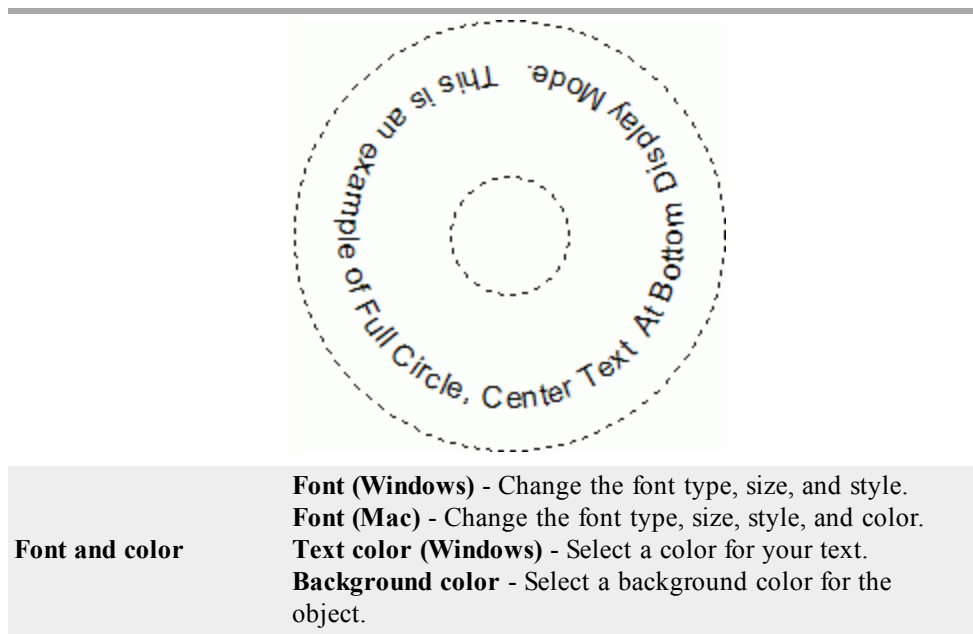 This is an example of Full Circle, Center Text At Bottom Display Mode.
Font and color
Font (Windows) - Change the font type, size, and style.
Font (Mac) - Change the font type, size, style, and color.
Text color (Windows) - Select a color for your text.
Background color - Select a background color for the
object.